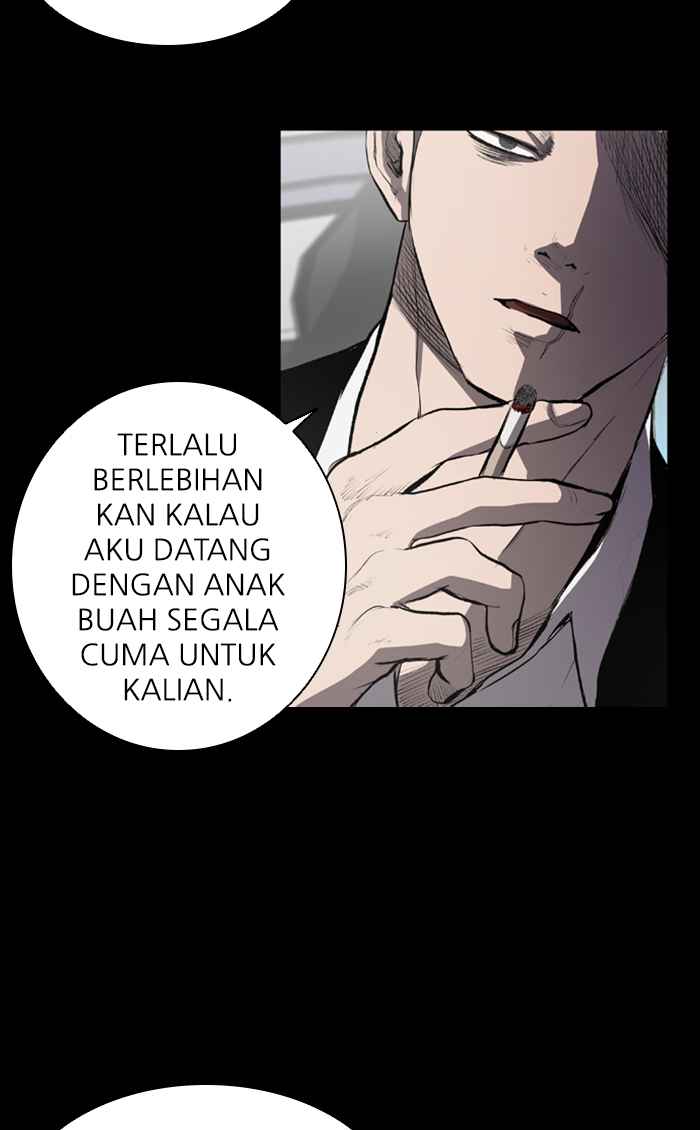 TERLALU
BERLEBIHAN
KAN KALAU
AKU DATANG
DENGAN ANAK
BUAH SEGALA
CUMA UNTUK
KALIAN.